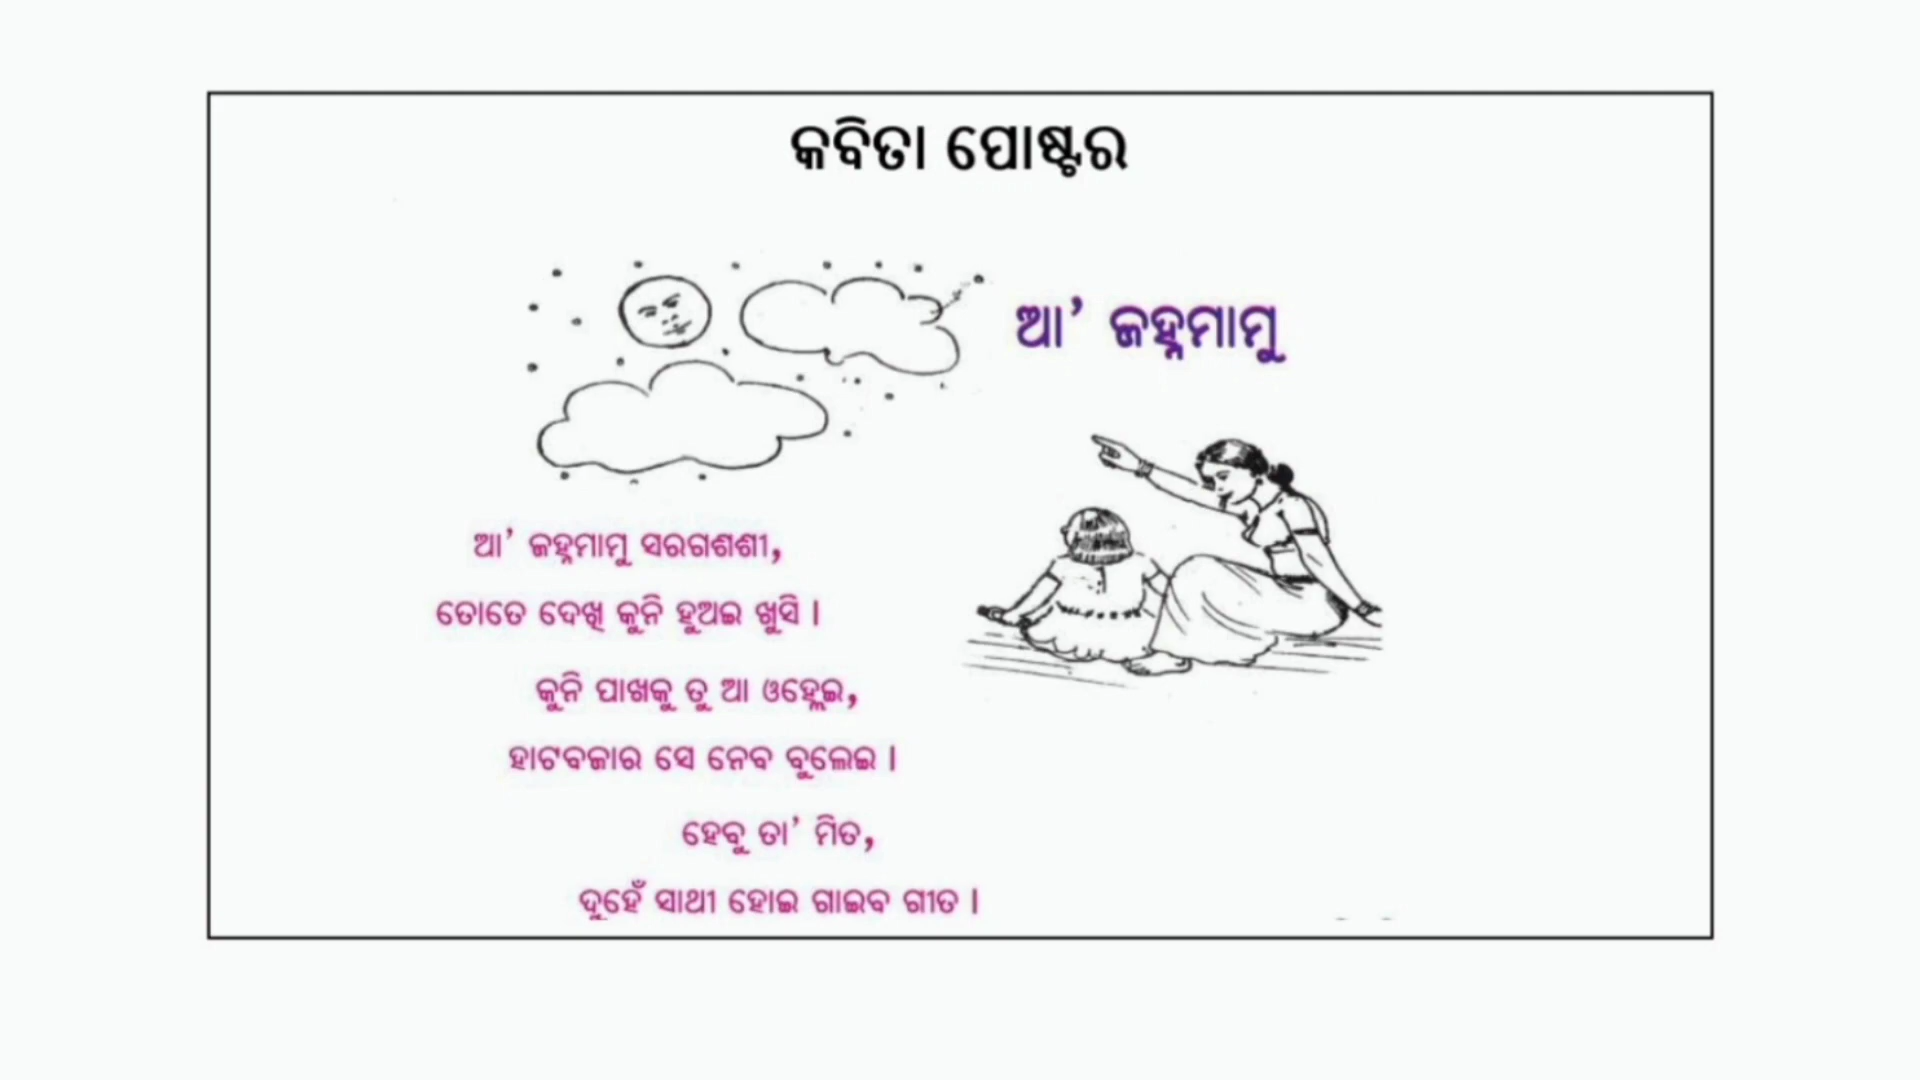 କବିତା ପୋଷ୍ଟର
ଆ’ ଜହ୍ନମାମୁ
ଆ’ ଜହ୍ନମାମୁ ସରଗଶଶୀ,
ତୋତେ ଦେଖି କୁନି ହୁଅଇ ଖୁସି ।
କୁନି ପାଖକୁ ତୁ ଆ ଓହ୍ଲେଇ,
ହାଟବଜାର ସେ ନେବ ବୁଲେଇ ।
ହେବୁ ତା’ ମିତ,
ଦୁହେଁ ସାଥୀ ହୋଇ ଗାଇବ ଗୀତ ।